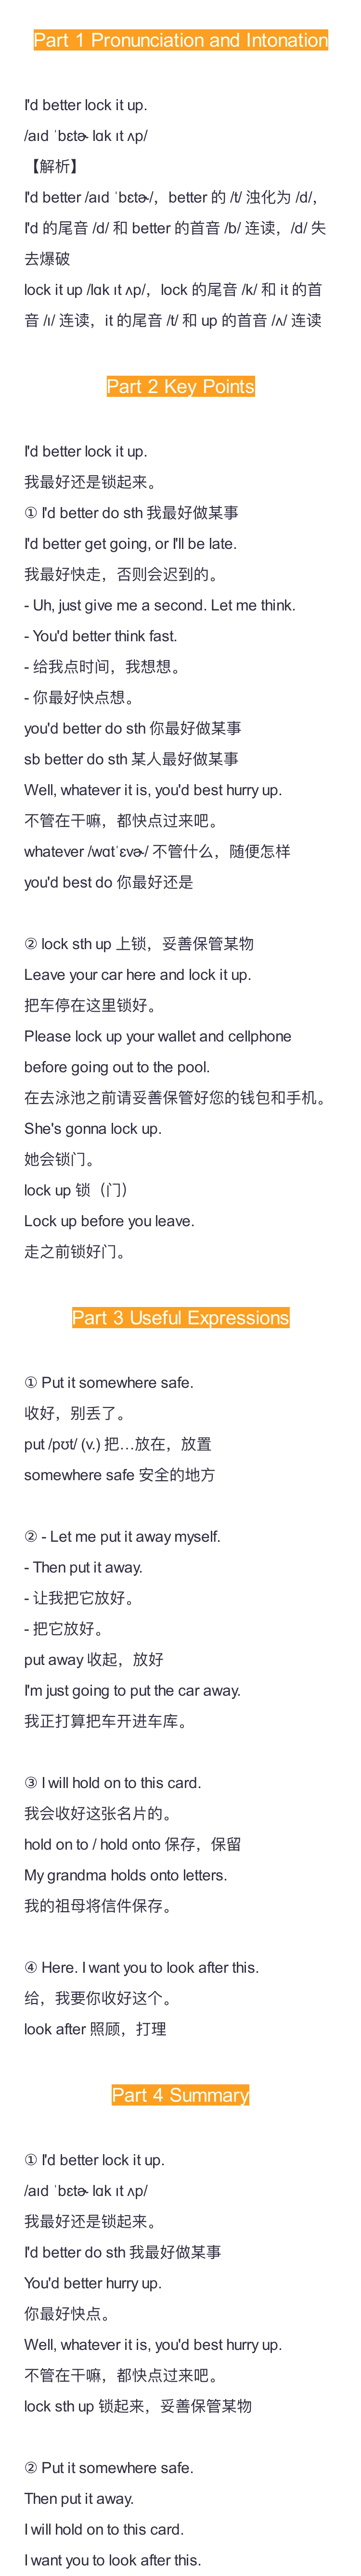 Part 1 Pronunciation and Intonation
I'd better lock it up.
/aɪd ˈbɛtɚ lɑk ɪt ʌp/
【解析】
I'd better /aɪd ˈbɛtɚ/，better 的 /t/ 浊化为 /d/，
I'd 的尾音 /d/ 和 better 的首音 /b/ 连读，/d/ 失
去爆破
lock it up /lɑk ɪt ʌp/，lock 的尾音 /k/ 和 it 的首
音 /ɪ/ 连读，it 的尾音 /t/ 和 up 的首音 /ʌ/ 连读
Part 2 Key Points
I'd better lock it up.
我最好还是锁起来。
① I'd better do sth 我最好做某事
I'd better get going, or I'll be late.
我最好快走，否则会迟到的。
- Uh, just give me a second. Let me think.
- You'd better think fast.
- 给我点时间，我想想。
- 你最好快点想。
you'd better do sth 你最好做某事
sb better do sth 某人最好做某事
Well, whatever it is, you'd best hurry up.
不管在干嘛，都快点过来吧。
whatever /wɑtˈɛvɚ/ 不管什么，随便怎样
you'd best do 你最好还是
② lock sth up 上锁，妥善保管某物
Leave your car here and lock it up.
把车停在这里锁好。
Please lock up your wallet and cellphone
before going out to the pool.
在去泳池之前请妥善保管好您的钱包和手机。
She's gonna lock up.
她会锁门。
lock up 锁（门）
Lock up before you leave.
走之前锁好门。
Part 3 Useful Expressions
① Put it somewhere safe.
收好，别丢了。
put /pʊt/ (v.) 把…放在，放置
somewhere safe 安全的地方
② - Let me put it away myself.
- Then put it away.
- 让我把它放好。
- 把它放好。
put away 收起，放好
I'm just going to put the car away.
我正打算把车开进车库。
③ I will hold on to this card.
我会收好这张名片的。
hold on to / hold onto 保存，保留
My grandma holds onto letters.
我的祖母将信件保存。
④ Here. I want you to look after this.
给，我要你收好这个。
look after 照顾，打理
Part 4 Summary
① I'd better lock it up.
/aɪd ˈbɛtɚ lɑk ɪt ʌp/
我最好还是锁起来。
I'd better do sth 我最好做某事
You'd better hurry up.
你最好快点。
Well, whatever it is, you'd best hurry up.
不管在干嘛，都快点过来吧。
lock sth up 锁起来，妥善保管某物
② Put it somewhere safe.
Then put it away.
I will hold on to this card.
I want you to look after this.